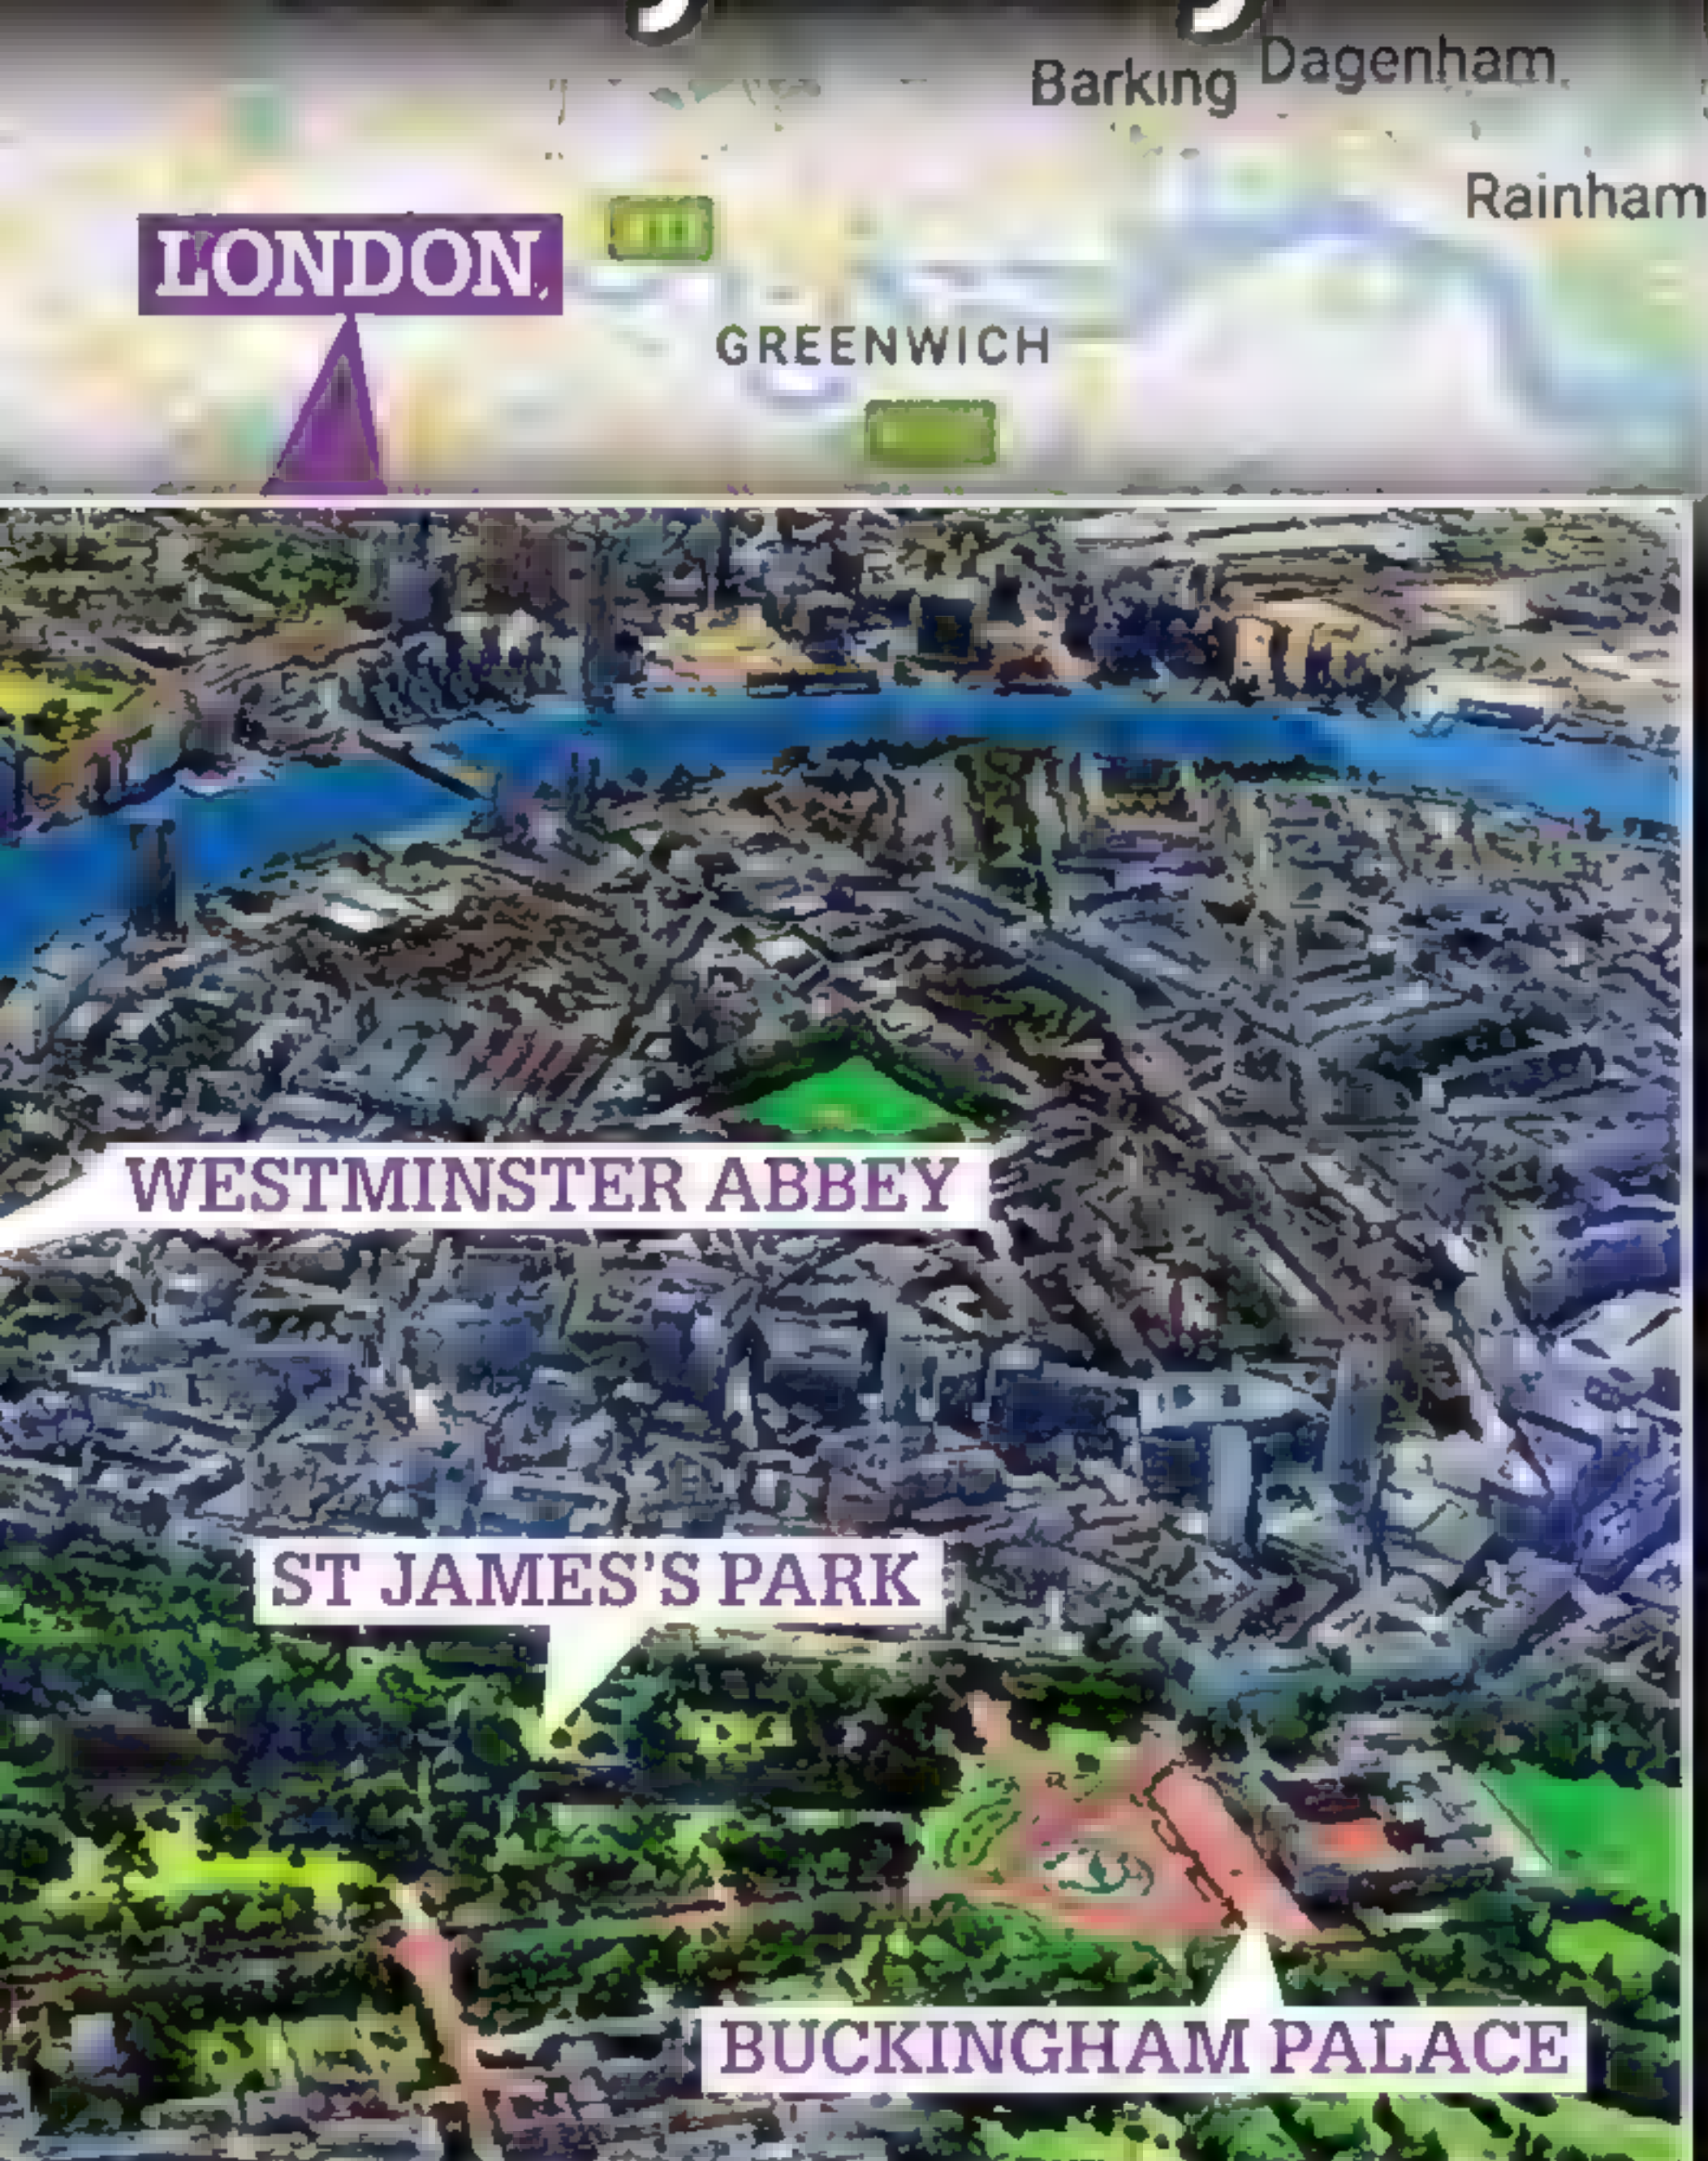 Barking Dagenham
Rainham
LONDON
GREENWICH
WESTMINSTER ABBEY
ST JAMES'S PARK
BUCKINGHAM PALACE